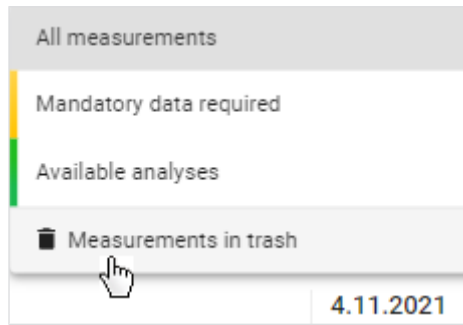 All measurements
Mandatory data required
Available analyses
Measurements in trash
4.11.2021